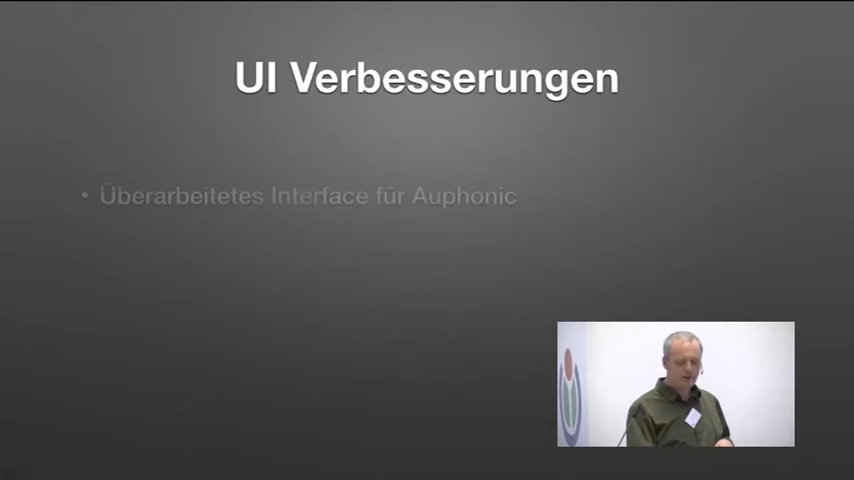 UI Verbesserungen
• Überarbeitetes Interface für Auphonic